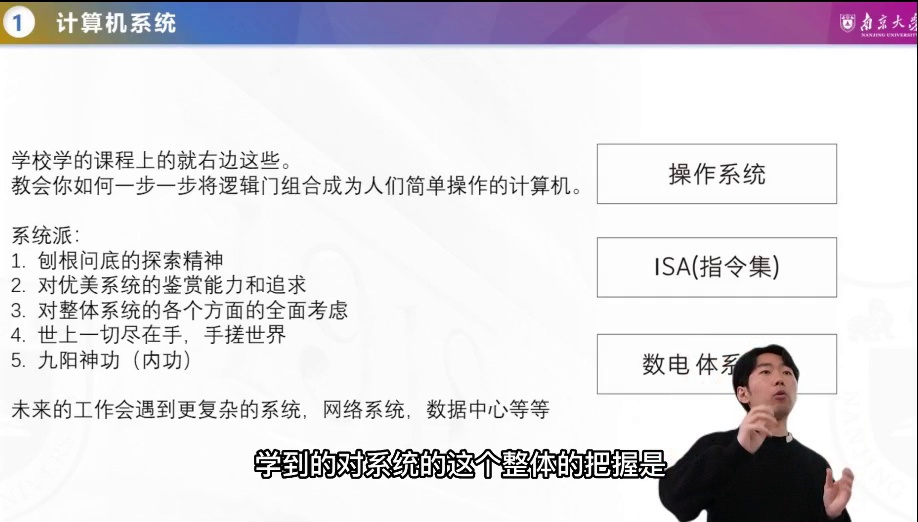 1 计算机系统
南京大学
NANJING UNIVERSITY
学校学的课程上的就右边这些。
教会你如何一步一步将逻辑门组合成为人们简单操作的计算机。
系统派：
1. 刨根问底的探索精神
2. 对优美系统的鉴赏能力和追求
3. 对整体系统的各个方面的全面考虑
4. 世上一切尽在手，手搓世界
5. 九阳神功（内功）
未来的工作会遇到更复杂的系统，网络系统，数据中心等等
操作系统
ISA(指令集)
数电 体系
学到的对系统的这个整体的把握是